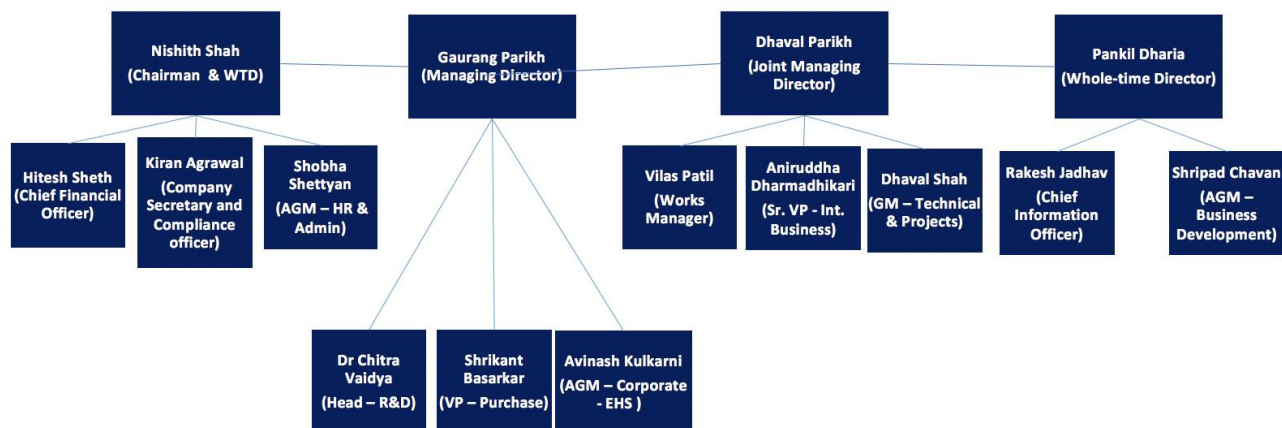 Nishith Shah
(Chairman & WTD)
Gaurang Parikh
(Managing Director)
Dhaval Parikh
(Joint Managing
Director)
Pankil Dharia
(Whole-time Director)
Hitesh Sheth
(Chief Financial
Officer)
Kiran Agrawal
(Company
Secretary and
Compliance
officer)
Shobha
Shettyan
(AGM – HR &
Admin)
Vilas Patil
(Works
Manager)
Aniruddha
Dharmadhikari
(Sr. VP - Int.
Business)
Dhaval Shah
(GM – Technical
& Projects)
Rakesh Jadhav
(Chief
Information
Officer)
Shripad Chavan
(AGM –
Business
Development)
Dr Chitra
Vaidya
(Head – R&D)
Shrikant
Basarkar
(VP – Purchase)
Avinash Kulkarni
(AGM – Corporate
- EHS )